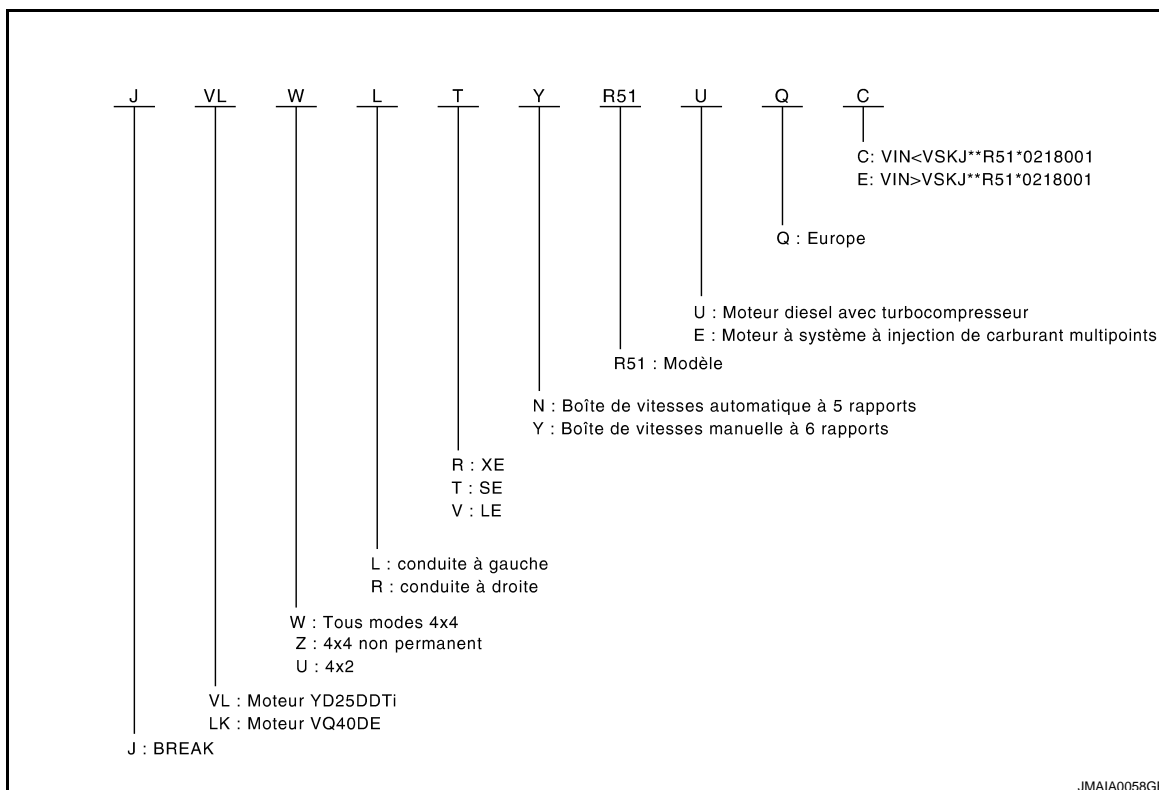 J VL W L T Y R51 U Q C
C: VIN<VSKJ**R51*0218001
E: VIN>VSKJ**R51*0218001
Q : Europe
U : Moteur diesel avec turbocompresseur
E : Moteur à système à injection de carburant multipoints
R51 : Modèle
N : Boîte de vitesses automatique à 5 rapports
Y : Boîte de vitesses manuelle à 6 rapports
R : XE
T : SE
V : LE
L : conduite à gauche
R : conduite à droite
W : Tous modes 4x4
Z : 4x4 non permanent
U : 4x2
VL : Moteur YD25DDTi
LK : Moteur VQ40DE
J : BREAK